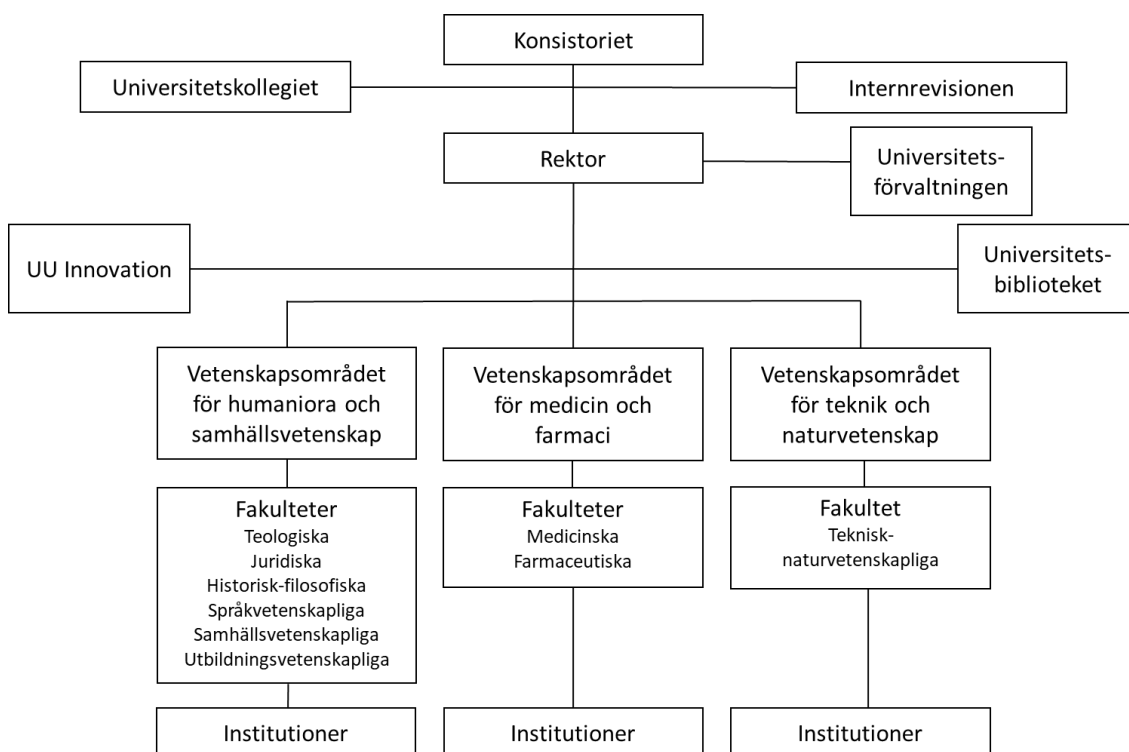 Konsistoriet
Universitetskollegiet
Internrevisionen
Rektor
Universitets-
förvaltningen
UU Innovation
Universitets-
biblioteket
Vetenskapsområdet
för humaniora och
samhällsvetenskap
Vetenskapsområdet
för medicin och
farmaci
Vetenskapsområdet
för teknik och
naturvetenskap
Fakulteter
Teologiska
Juridiska
Historisk-filosofiska
Språkvetenskapliga
Samhällsvetenskapliga
Utbildningsvetenskapliga
Fakulteter
Medicinska
Farmaceutiska
Fakultet
Teknisk-
naturvetenskapliga
Institutioner
Institutioner
Institutioner